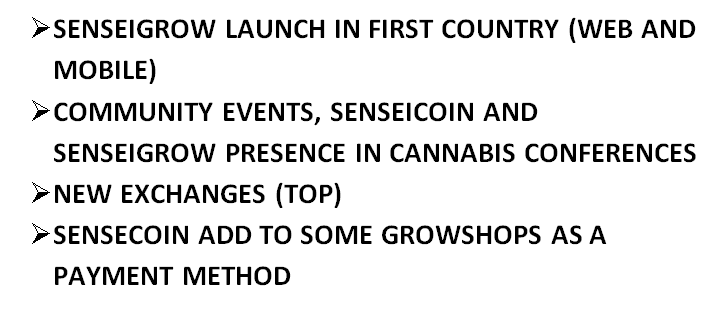 ➢SENSEIGROW LAUNCH IN FIRST COUNTRY (WEB AND
MOBILE)
➢COMMUNITY EVENTS, SENSEICOIN AND
SENSEIGROW PRESENCE IN CANNABIS CONFERENCES
➢NEW EXCHANGES (TOP)
➢SENSECOIN ADD TO SOME GROWSHOPS AS A
PAYMENT METHOD